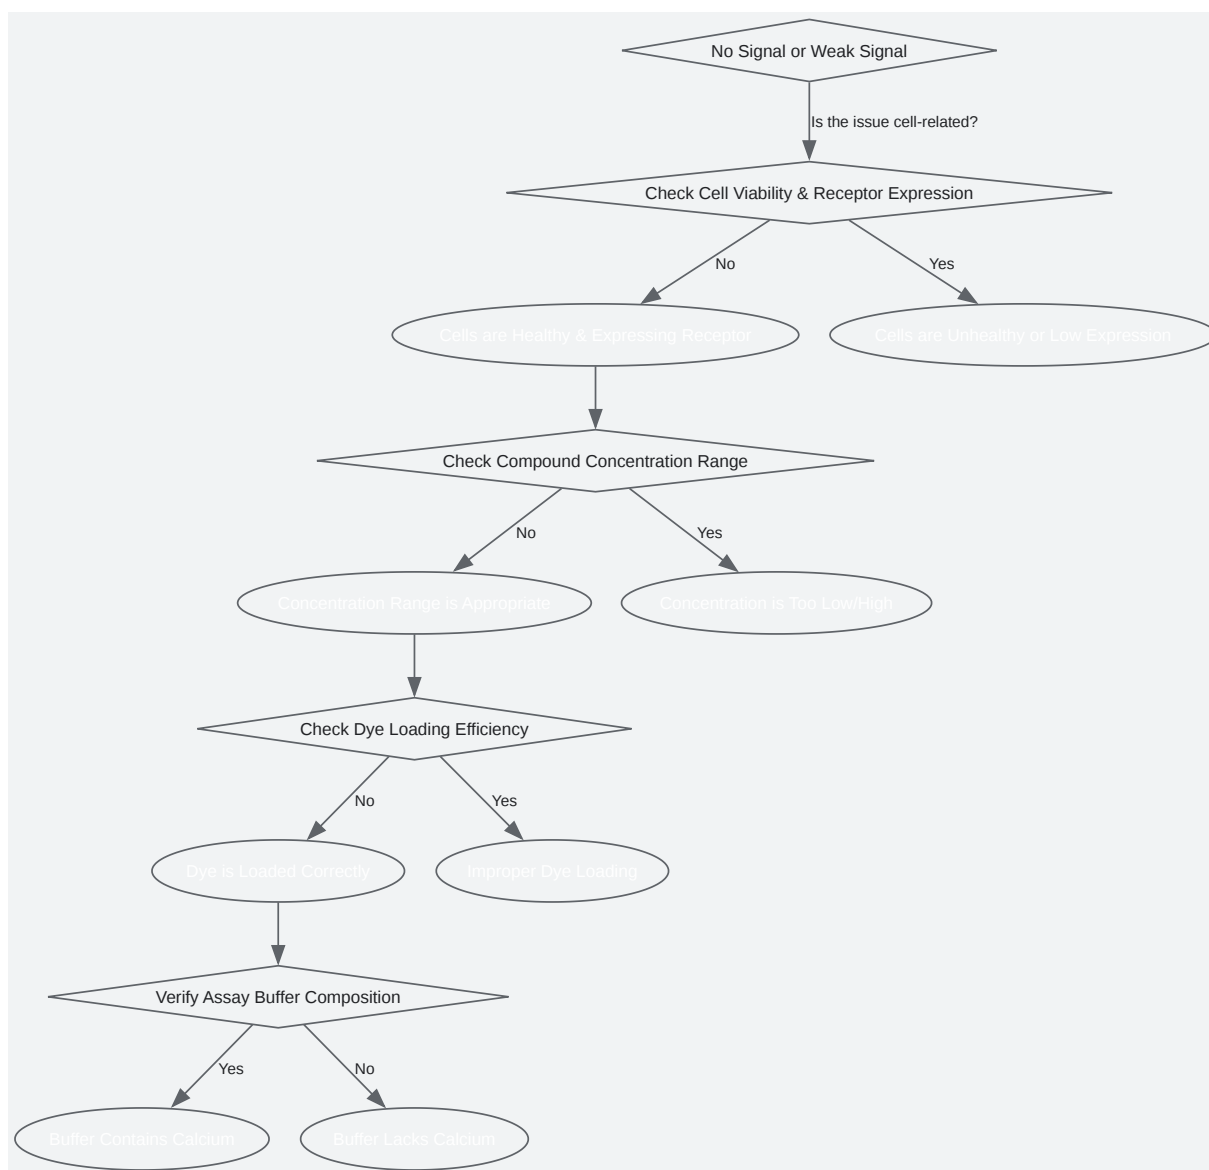 No Signal or Weak Signal
Is the issue cell-related?
Check Cell Viability & Receptor Expression
No
Yes
Cells are Healthy & Expressing Receptor
Cells are Unhealthy or Low Expression
Check Compound Concentration Range
No
Yes
Concentration Range is Appropriate
Concentration is Too Low/High
Check Dye Loading Efficiency
No
Yes
Dye is Loaded Correctly
Improper Dye Loading
Verify Assay Buffer Composition
Yes
No
Buffer Contains Calcium
Buffer Lacks Calcium